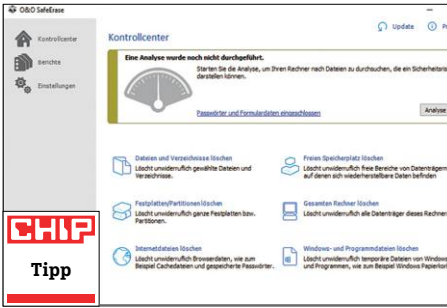 O&O SafeErase
Update
Kontrollcenter
Berichte
Einstellungen
Kontrollcenter
Eine Analyse wurde noch nicht durchgeführt.
Starten Sie die Analyse, um Ihren Rechner nach Dateien zu durchsuchen, die ein Sicherheitsris
darstellen können.
Passwörter und Formulardaten eingeschlossen
Analyse
Dateien und Verzeichnisse löschen
Löscht unwiderruflich gewählte Dateien und
Verzeichnisse.
Freien Speicherplatz löschen
Löscht unwiderruflich freie Bereiche von Datenträgern
auf denen sich wiederherstellbare Daten befinden
Festplatten/Partitionen löschen
Löscht unwiderruflich ganze Festplatten bzw.
Partitionen.
Gesamten Rechner löschen
Löscht unwiderruflich alle Datenträger dieses Rechner
Internetdateien löschen
Löscht unwiderruflich Browserdaten, wie zum
Beispiel Cachedateien und gespeicherte Passwörter.
Windows- und Programmdateien löschen
Löscht unwiderruflich temporäre Dateien von Windows
und Programmen, wie zum Beispiel Windows Papierkor
CHIP
Tipp